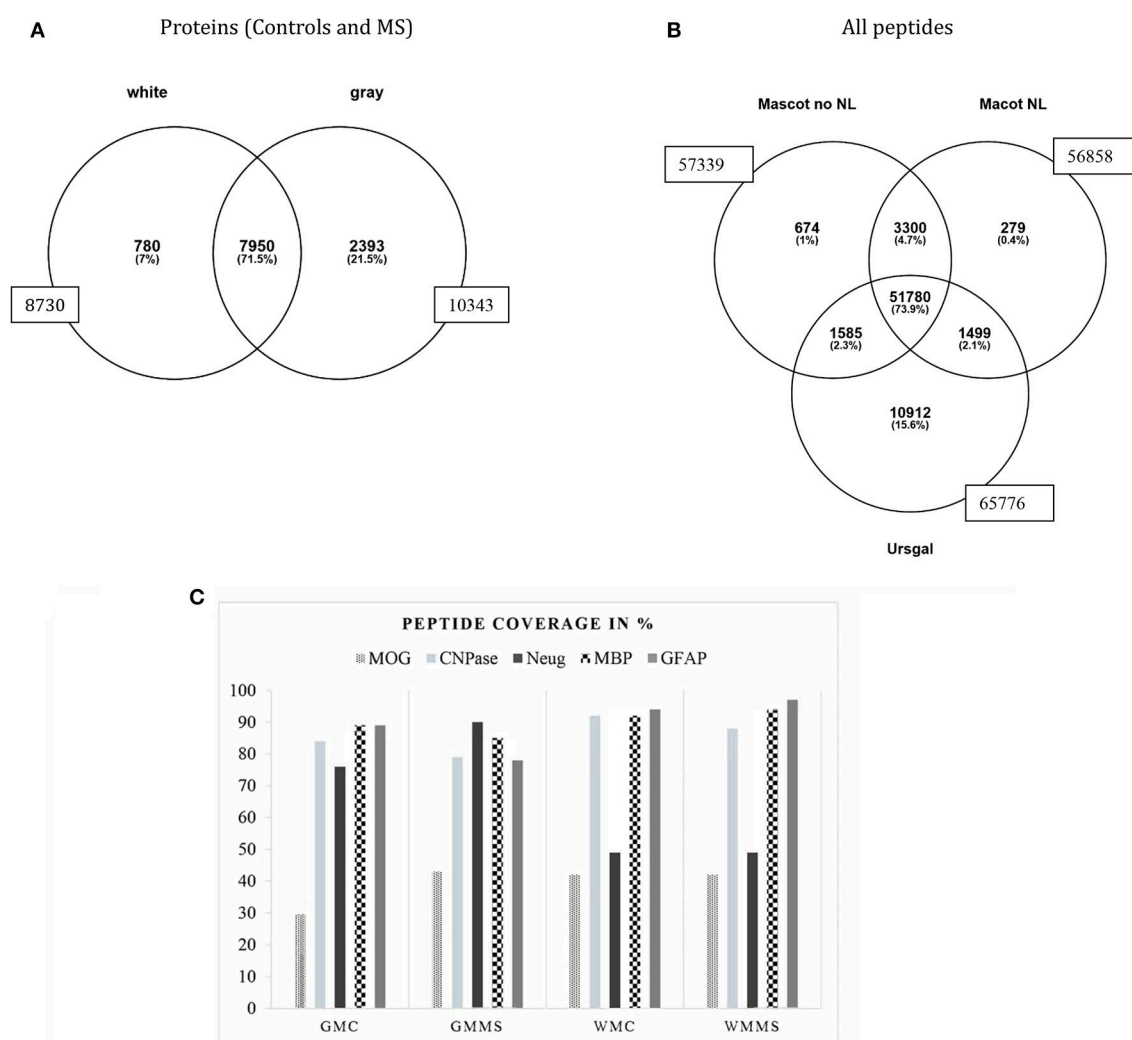 A
Proteins (Controls and MS)
white
gray
780
(7%)
7950
(71.5%)
2393
(21.5%)
8730
10343
B
All peptides
Mascot no NL
Macot NL
57339
56858
674
(1%)
3300
(4.7%)
279
(0.4%)
51780
(73.9%)
1585
(2.3%)
1499
(2.1%)
10912
(15.6%)
65776
Ursgal
C
PEPTIDE COVERAGE IN %
MOG CNPase Neug MBP GFAP
100
90
80
70
60
50
40
30
20
10
0
GMC GMMS WMC WMMS